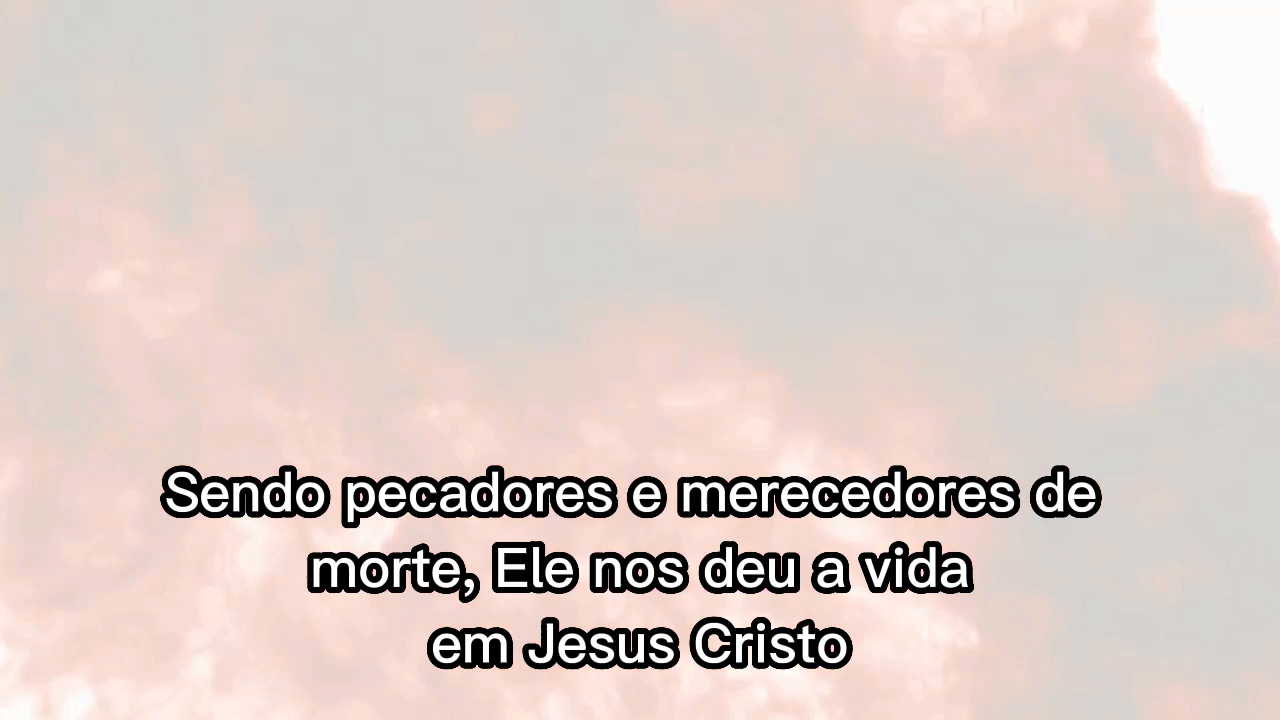 Sendo pecadores e merecedores de
morte, Ele nos deu a vida
em Jesus Cristo